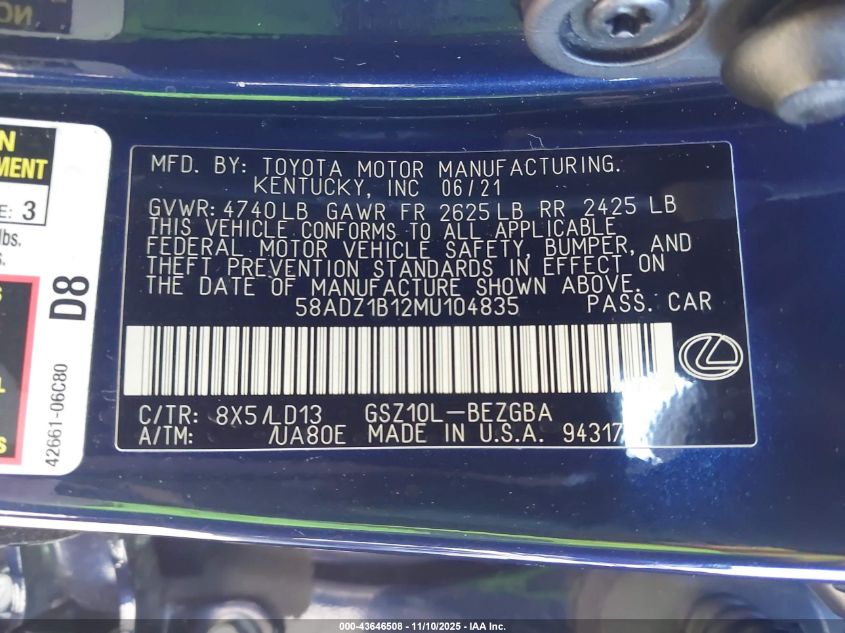 N
MENT
E: 3
lbs.
s.
S
L
S
D8
42661-06C80
MFD. BY: TOYOTA MOTOR MANUFACTURING.
KENTUCKY, INC 06/21
GVWR: 4740LB GAWR FR 2625LB RR 2425 LB
THIS VEHICLE CONFORMS TO ALL APPLICABLE
FEDERAL MOTOR VEHICLE SAFETY, BUMPER, AND
THEFT PREVENTION STANDARDS IN EFFECT ON
THE DATE OF MANUFACTURE SHOWN ABOVE.
58ADZ1B12MU104835 PASS. CAR
C/TR: 8X5/LD13 GSZ10L-BEZGBA
A/TM: /UA80E MADE IN U.S.A. 94317
000-43646508 - 11/10/2025 - IAA Inc.